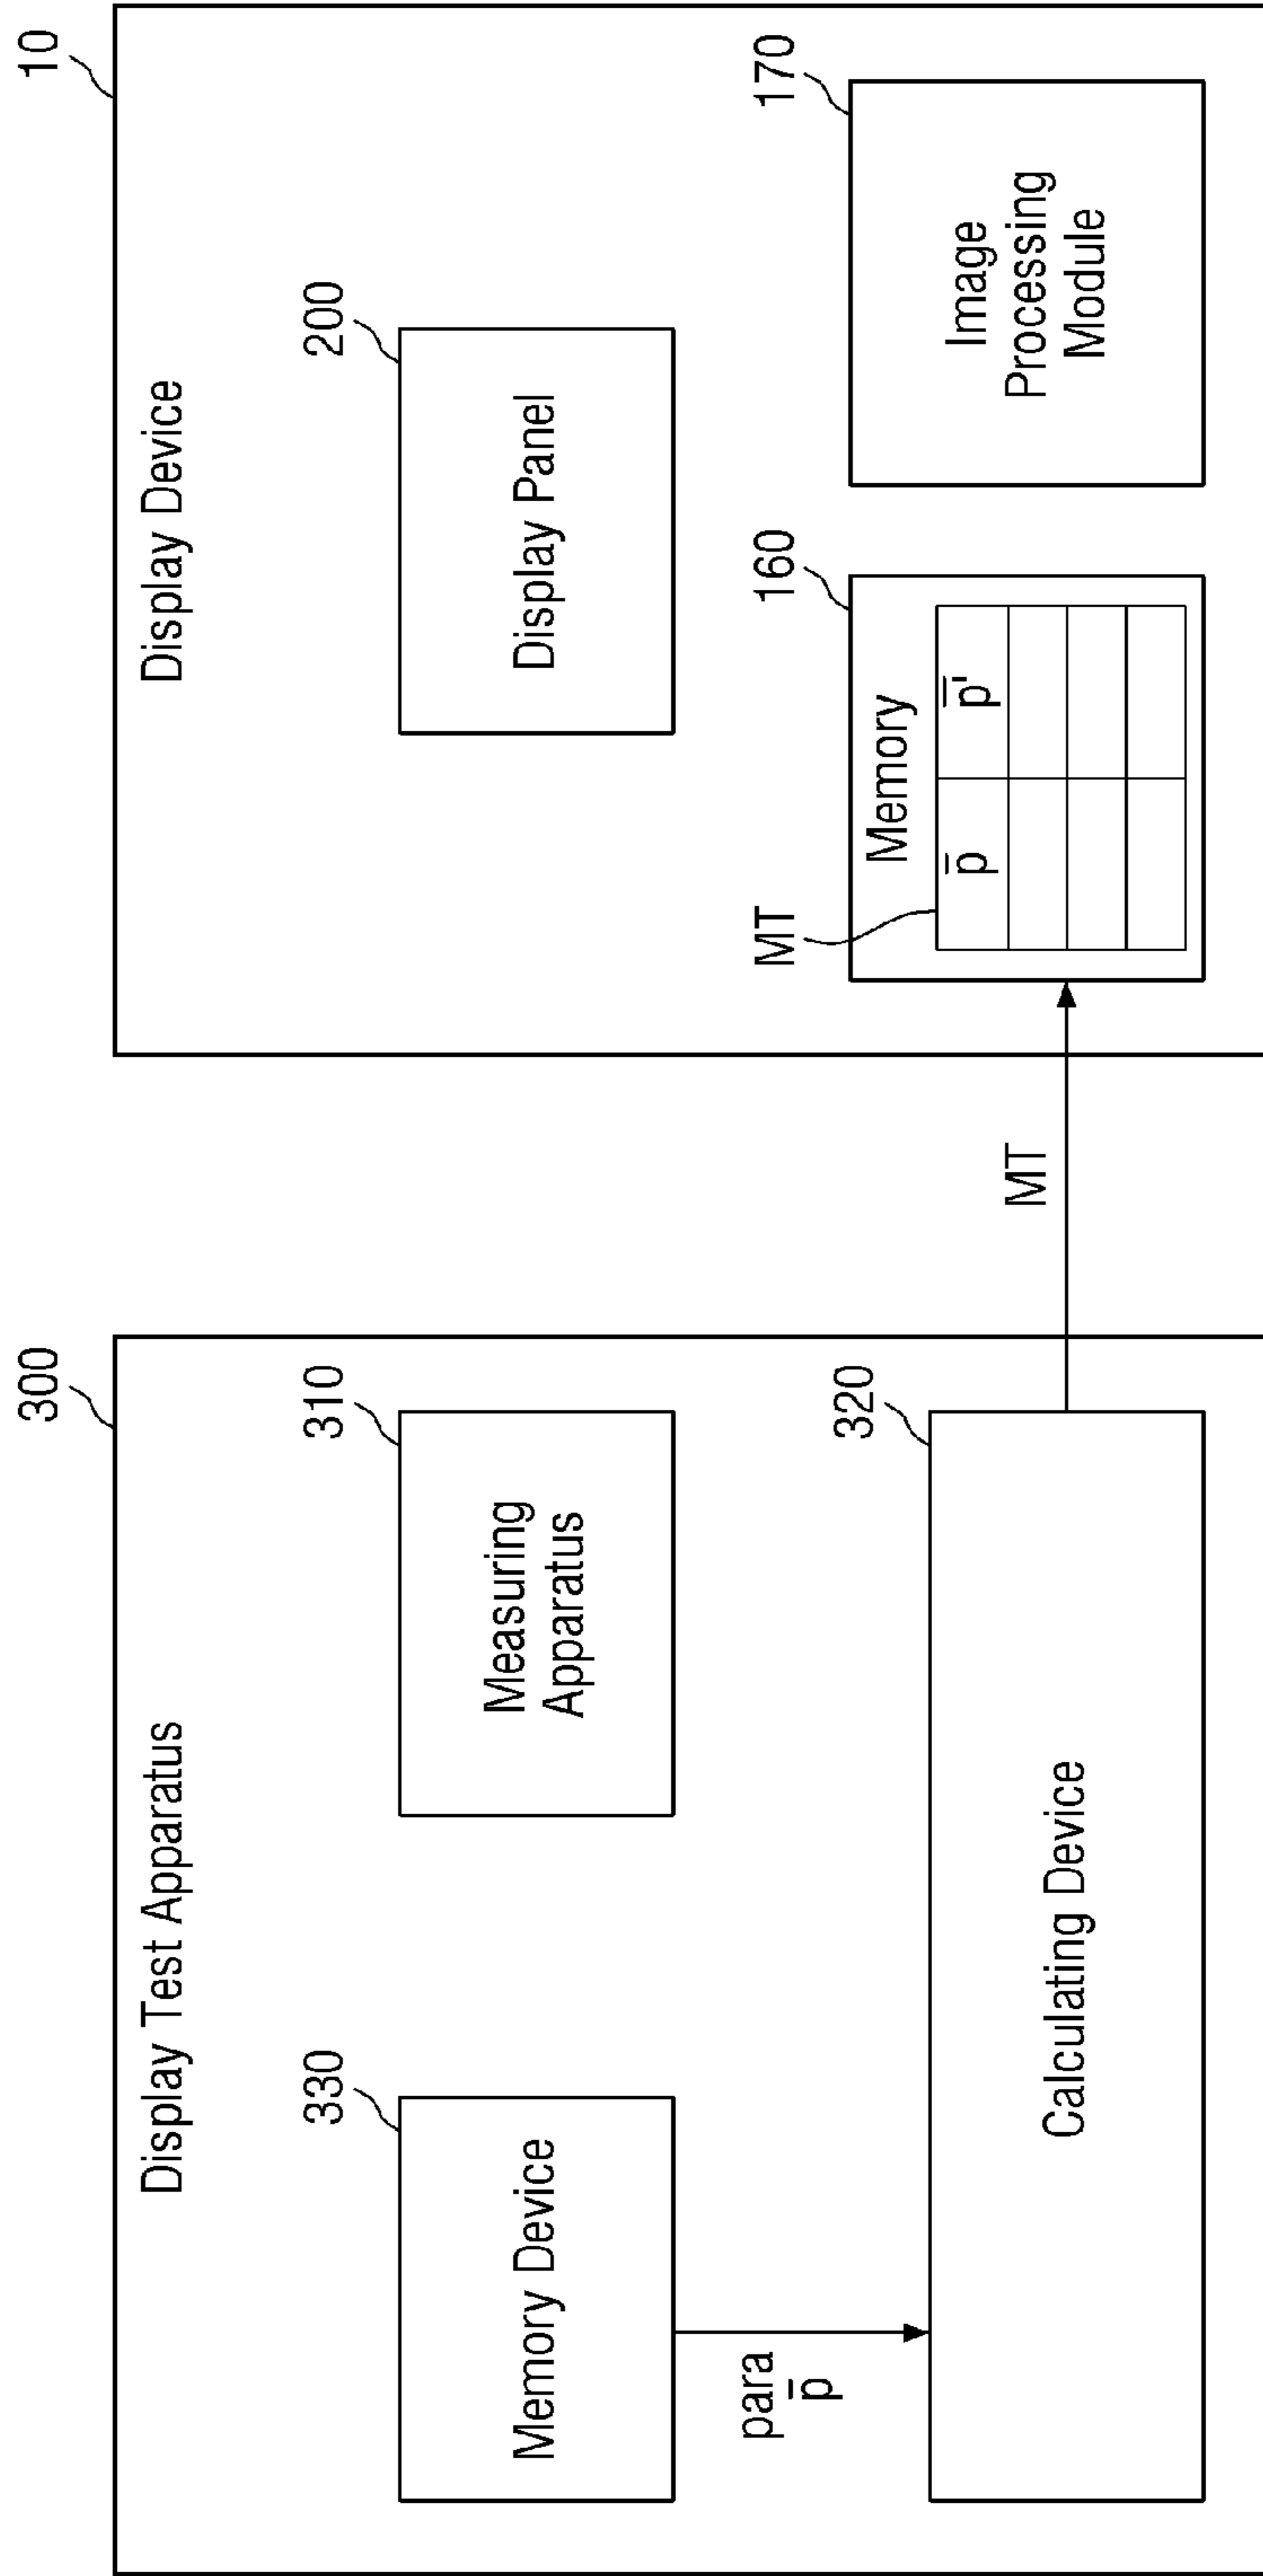 300
Display Test Apparatus
330
Memory Device
310
Measuring
Apparatus
para
p̅
320
Calculating Device
MT
10
Display Device
200
Display Panel
MT
160
Memory
p̅ p̅'
170
Image
Processing
Module